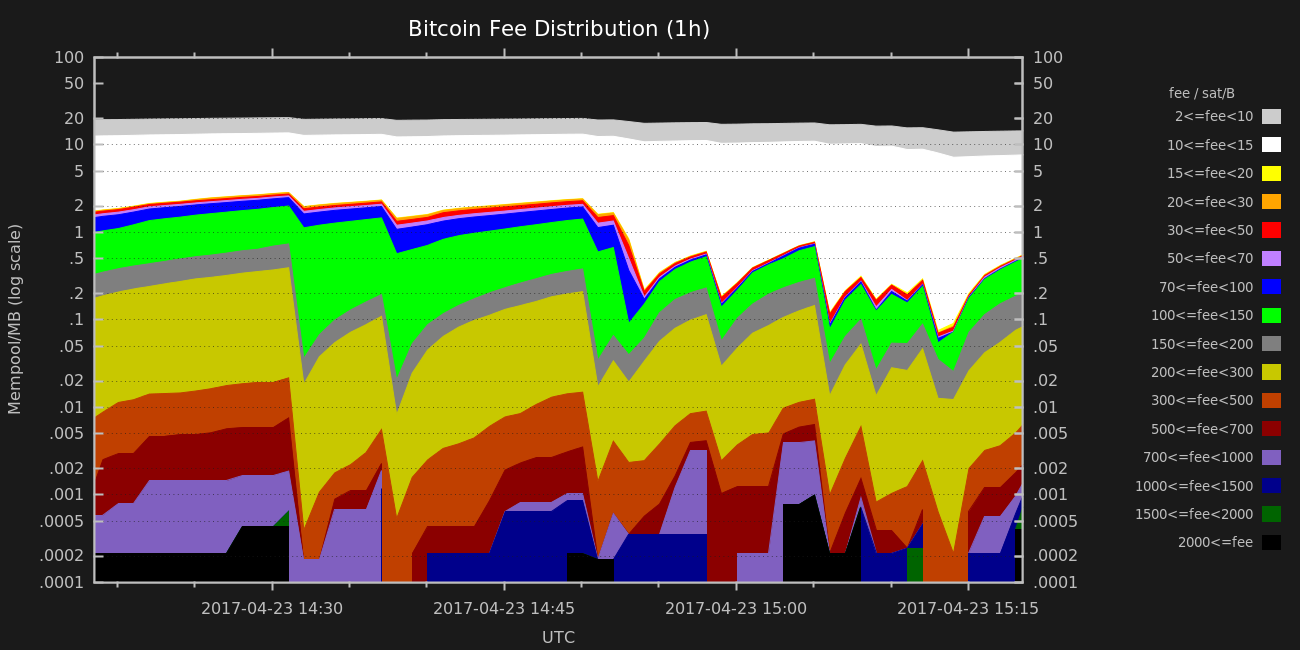 Bitcoin Fee Distribution (1h)
100 100
50 50
20 20
10 10
5 5
2 2
1 1
.5 .5
.2 .2
.1 .1
.05 .05
.02 .02
.01 .01
.005 .005
.002 .002
.001 .001
.0005 .0005
.0002 .0002
.0001 .0001
Mempool/MB (log scale)
2017-04-23 14:30 2017-04-23 14:45 2017-04-23 15:00 2017-04-23 15:15
UTC
fee / sat/B
2<=fee<10
10<=fee<15
15<=fee<20
20<=fee<30
30<=fee<50
50<=fee<70
70<=fee<100
100<=fee<150
150<=fee<200
200<=fee<300
300<=fee<500
500<=fee<700
700<=fee<1000
1000<=fee<1500
1500<=fee<2000
2000<=fee